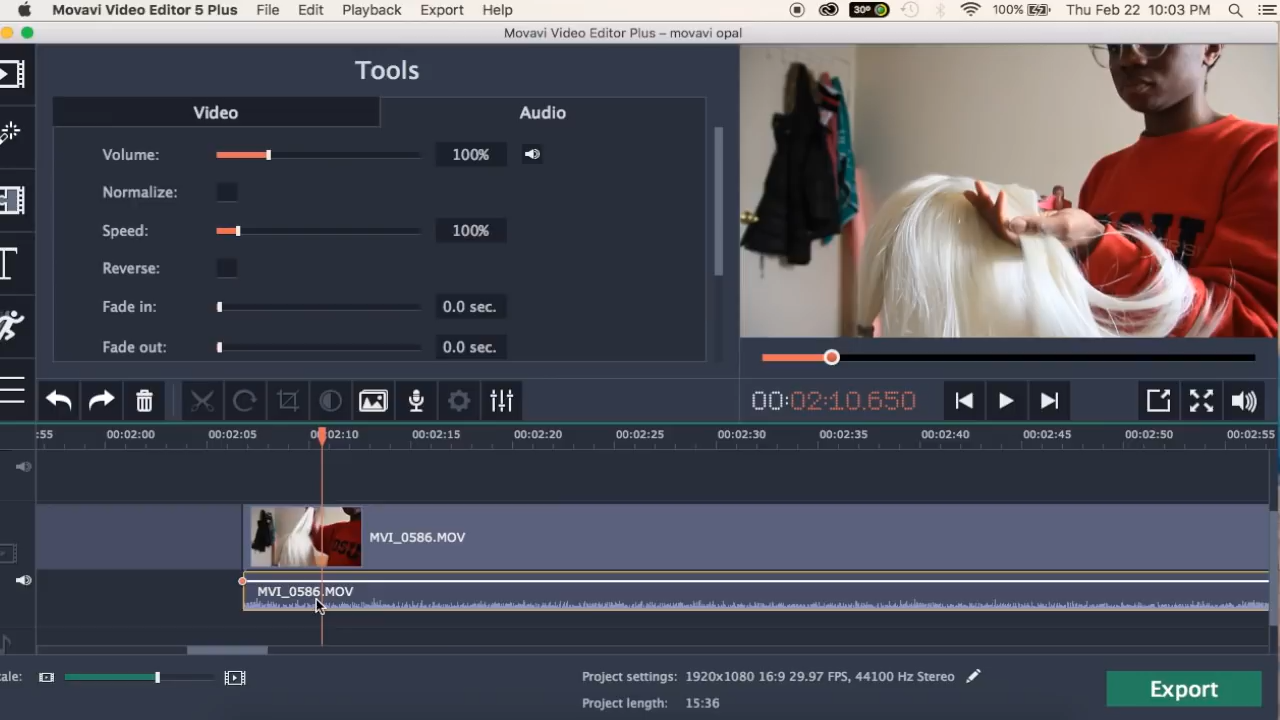 Movavi Video Editor 5 Plus File Edit Playback Export Help 30° 100% Thu Feb 22 10:03 PM
Movavi Video Editor Plus – movavi opal
Tools
Video Audio
Volume: 100%
Normalize:
Speed: 100%
Reverse:
Fade in: 0.0 sec.
Fade out: 0.0 sec.
00:02:10.650
:55 00:02:00 00:02:05 00:02:10 00:02:15 00:02:20 00:02:25 00:02:30 00:02:35 00:02:40 00:02:45 00:02:50 00:02:55
MVI_0586.MOV
MVI_0586.MOV
ale: Project settings: 1920x1080 16:9 29.97 FPS, 44100 Hz Stereo
Project length: 15:36
Export